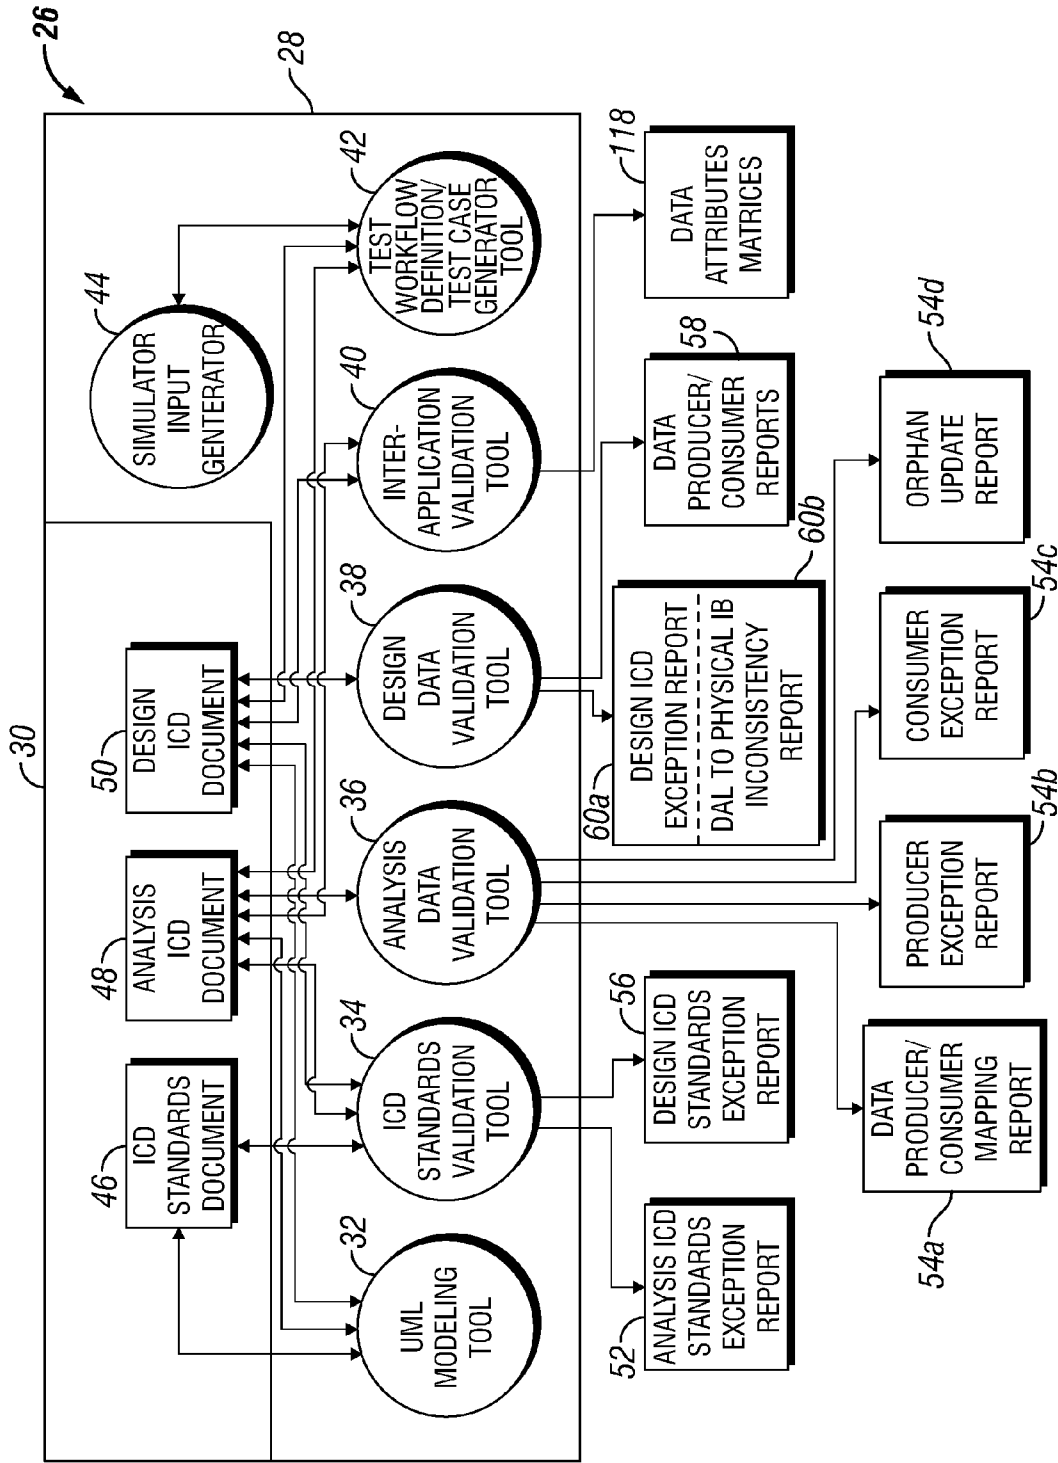 26
28
30
44
SIMULATOR
INPUT
GENTERATOR
46
ICD
STANDARDS
DOCUMENT
48
ANALYSIS
ICD
DOCUMENT
50
DESIGN
ICD
DOCUMENT
32
UML
MODELING
TOOL
34
ICD
STANDARDS
VALIDATION
TOOL
36
ANALYSIS
DATA
VALIDATION
TOOL
38
DESIGN
DATA
VALIDATION
TOOL
40
INTER-
APPLICATION
VALIDATION
TOOL
42
TEST
WORKFLOW
DEFINITION/
TEST CASE
GENERATOR
TOOL
52
ANALYSIS ICD
STANDARDS
EXCEPTION
REPORT
56
DESIGN ICD
STANDARDS
EXCEPTION
REPORT
60a
DESIGN ICD
EXCEPTION REPORT
DAL TO PHYSICAL IB
INCONSISTENCY
REPORT
60b
DATA
PRODUCER/
CONSUMER
REPORTS
58
118
DATA
ATTRIBUTES
MATRICES
54a
DATA
PRODUCER/
CONSUMER
MAPPING
REPORT
PRODUCER
EXCEPTION
REPORT
54b
CONSUMER
EXCEPTION
REPORT
54c
ORPHAN
UPDATE
REPORT
54d